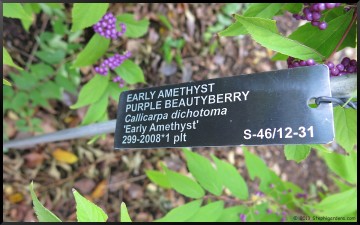 EARLY AMETHYST
PURPLE BEAUTYBERRY
Callicarpa dichotoma
'Early Amethyst'
299-2008*1 plt
S-46/12-31